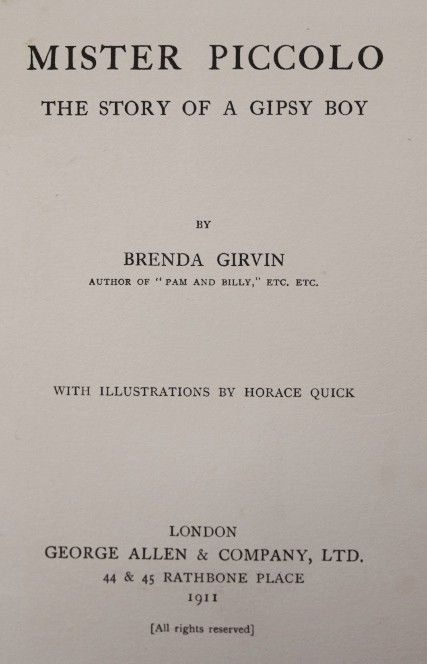 MISTER PICCOLO
THE STORY OF A GIPSY BOY
BY
BRENDA GIRVIN
AUTHOR OF "PAM AND BILLY," ETC. ETC.
WITH ILLUSTRATIONS BY HORACE QUICK
LONDON
GEORGE ALLEN & COMPANY, LTD.
44 & 45 RATHBONE PLACE
1911
[All rights reserved]